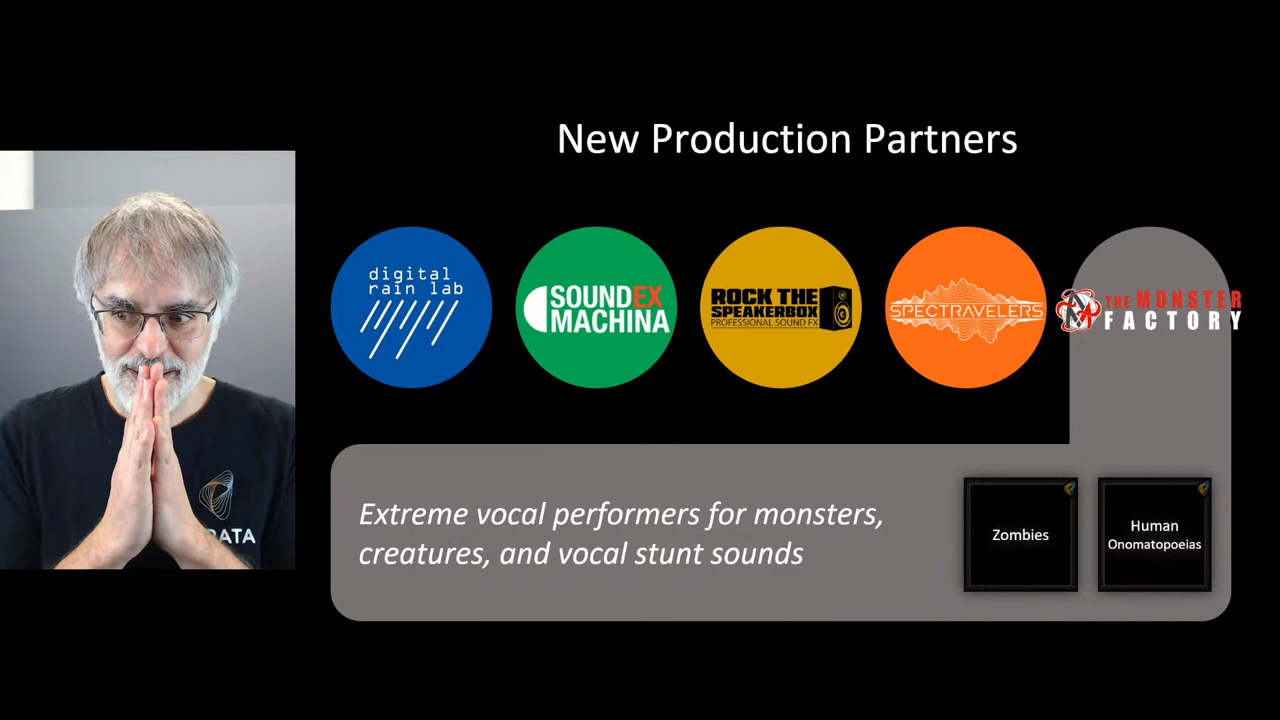 New Production Partners
digital
rain lab
SOUNDEX
MACHINA
ROCK THE
SPEAKERBOX
PROFESSIONAL SOUND FX
SPECTRAVELERS
THE MONSTER
FACTORY
Extreme vocal performers for monsters,
creatures, and vocal stunt sounds
Zombies
Human
Onomatopoeias